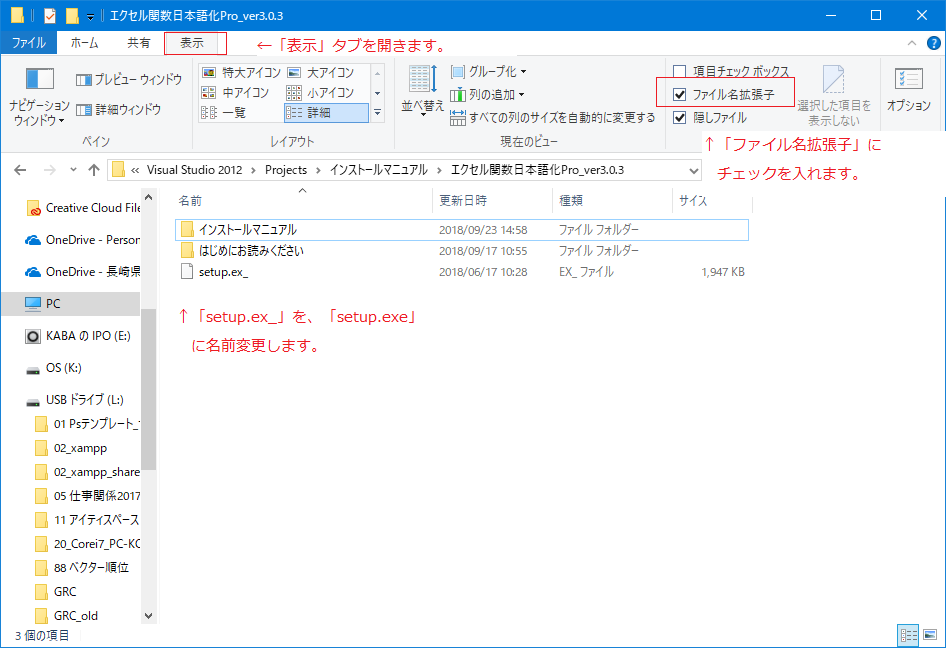 エクセル関数日本語化Pro_ver3.0.3
ファイル ホーム 共有 表示 ←「表示」タブを開きます。
ナビゲーション ウィンドウ
プレビュー ウィンドウ
詳細ウィンドウ
ペイン
特大アイコン 大アイコン
中アイコン 小アイコン
一覧 詳細
レイアウト
並べ替え
グループ化
列の追加
すべての列のサイズを自動的に変更する
現在のビュー
項目チェック ボックス
ファイル名拡張子
隠しファイル
選択した項目を
表示しない
オプション
↑「ファイル名拡張子」に
チェックを入れます。
« Visual Studio 2012 › Projects › インストールマニュアル › エクセル関数日本語化Pro_ver3.0.3
名前 更新日時 種類 サイズ
インストールマニュアル 2018/09/23 14:58 ファイル フォルダー
はじめにお読みください 2018/09/17 10:55 ファイル フォルダー
setup.ex_ 2018/06/17 10:28 EX_ ファイル 1,947 KB
↑「setup.ex_」を、「setup.exe」
に名前変更します。
Creative Cloud File
OneDrive - Person
OneDrive - 長崎県
PC
KABA の IPO (E:)
OS (K:)
USB ドライブ (L:)
01 Psテンプレート_
02_xampp
02_xampp_share
05 仕事関係2017
11 アイティスペース
20_Corei7_PC-KC
88 ベクター順位
GRC
GRC_old
3 個の項目